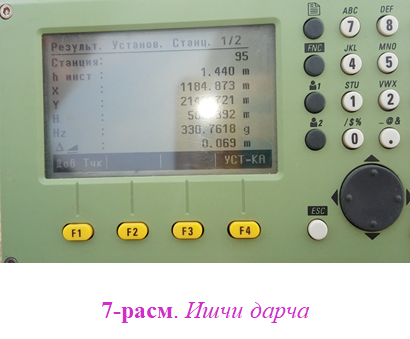 Результ. Установ. Станц. 1/2
Станция: 95
h инст : 1.440 m
X : 1184.873 m
Y : m
H : m
Hz : 330.7618 g
Δ : 0.069 m
Доб Тчк УСТ-КА
F1 F2 F3 F4
ABC DEF
7 8
FNC JKL MNO
4 5
1 STU VWX
1 2
2 /$% _@&
0 .
ESC
7-расм. Ишчи дарча